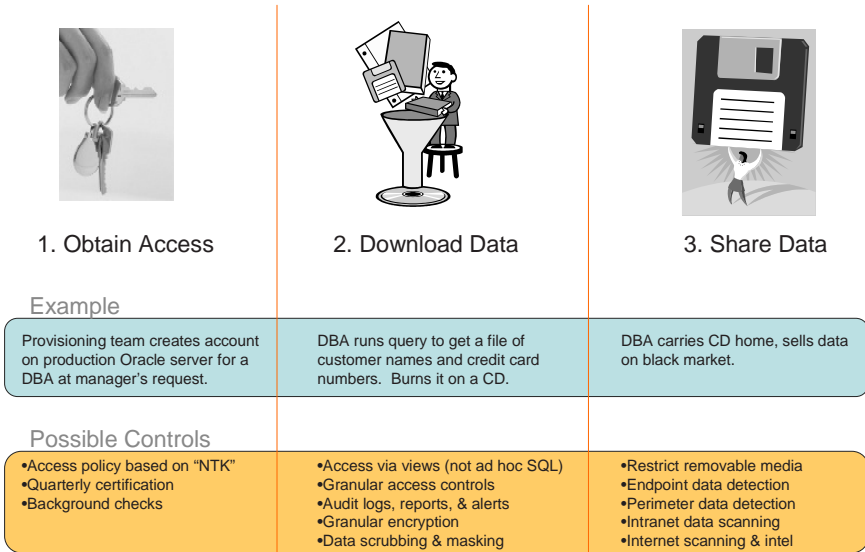 1. Obtain Access
2. Download Data
3. Share Data
Example
Provisioning team creates account
on production Oracle server for a
DBA at manager's request.
DBA runs query to get a file of
customer names and credit card
numbers. Burns it on a CD.
DBA carries CD home, sells data
on black market.
Possible Controls
•Access policy based on “NTK”
•Quarterly certification
•Background checks
•Access via views (not ad hoc SQL)
•Granular access controls
•Audit logs, reports, & alerts
•Granular encryption
•Data scrubbing & masking
•Restrict removable media
•Endpoint data detection
•Perimeter data detection
•Intranet data scanning
•Internet scanning & intel